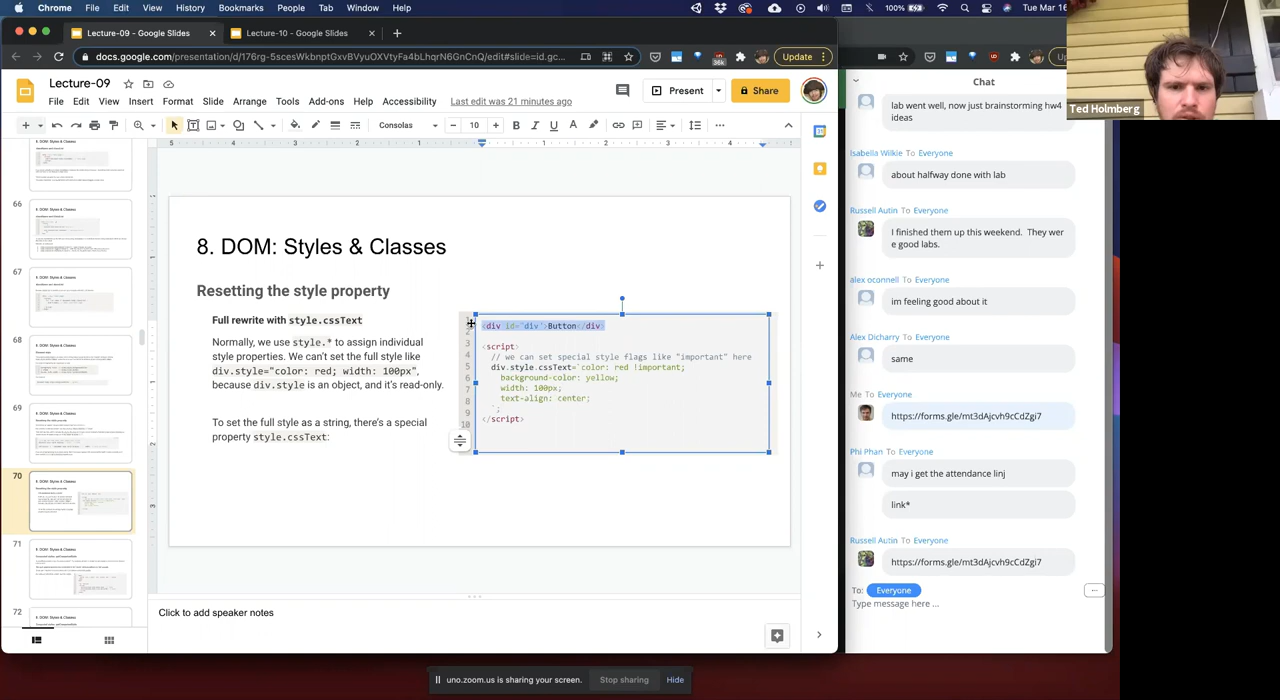 Chrome File Edit View History Bookmarks People Tab Window Help 100% Tue Mar 16
Lecture-09 - Google Slides
Lecture-10 - Google Slides
docs.google.com/presentation/d/176rg-5scesWkbnptGxvBVyuOXVtyFa4bLhqrN6GnCnQ/edit#slide=id.gc...
36k
Update
Lecture-09
Present
Share
File Edit View Insert Format Slide Arrange Tools Add-ons Help Accessibility Last edit was 21 minutes ago
Consolas
10
66
67
68
69
70
71
72
8. DOM: Styles & Classes
Resetting the style property
Full rewrite with style.cssText
Normally, we use style.* to assign individual
style properties. We can't set the full style like
div.style="color: red; width: 100px",
because div.style is an object, and it's read-only.
To set the full style as a string, there's a special
property style.cssText:
<div id="div">Button</div>
<script>
we can set special style flags like "important" here
div.style.cssText=`color: red !important;
background-color: yellow;
width: 100px;
text-align: center;
`;
<script>
Click to add speaker notes
uno.zoom.us is sharing your screen.
Stop sharing
Hide
Ted Holmberg
Chat
lab went well, now just brainstorming hw4
ideas
Isabella Wilkie To Everyone
about halfway done with lab
Russell Autin To Everyone
I finished them up this weekend. They wer
e good labs.
alex oconnell To Everyone
im feeling good about it
Alex Dicharry To Everyone
same
Me To Everyone
https://forms.gle/mt3dAjcvh9cCdZgi7
Phi Phan To Everyone
may i get the attendance linj
link*
Russell Autin To Everyone
https://forms.gle/mt3dAjcvh9cCdZgi7
To: Everyone
Type message here ...